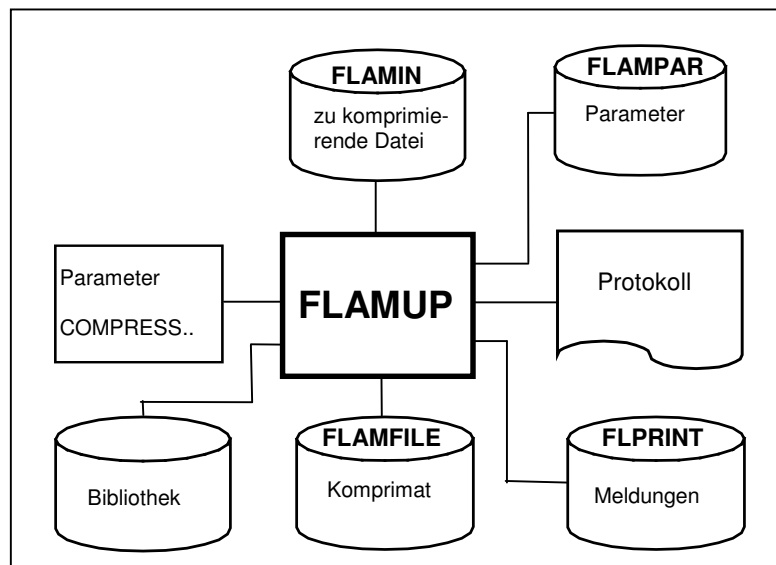 FLAMIN
zu komprimie-
rende Datei
FLAMPAR
Parameter
Parameter
COMPRESS..
FLAMUP
Protokoll
Bibliothek
FLAMFILE
Komprimat
FLPRINT
Meldungen